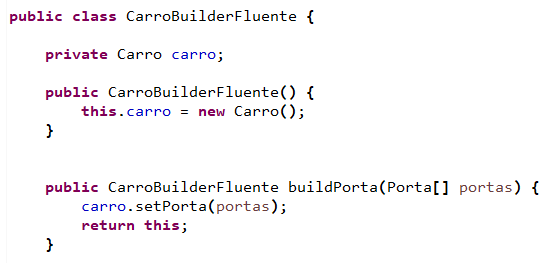 public class CarroBuilderFluente {
private Carro carro;
public CarroBuilderFluente() {
this.carro = new Carro();
}
public CarroBuilderFluente buildPorta(Porta[] portas) {
carro.setPorta(portas);
return this;
}